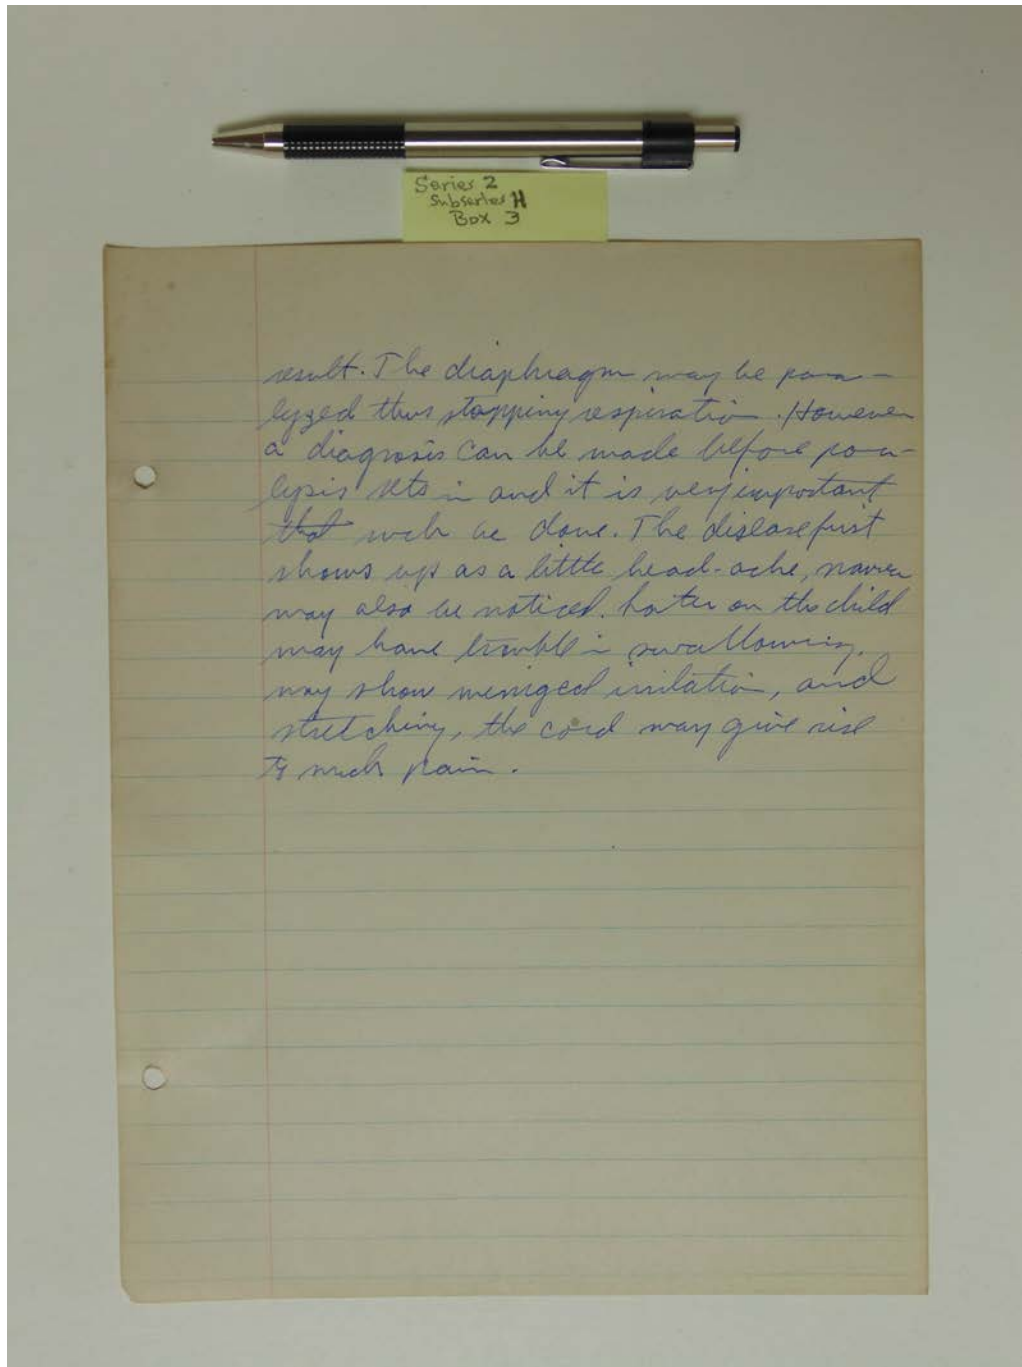 Series 2
Subseries H
Box 3
result. The diaphragm may be para-
lyzed thus stopping respiration. However
a diagnosis can be made before para-
lysis sets in and it is very important
that such be done. The disease first
shows up as a little head-ache,
may also be noticed. Later on the child
may have trouble in swallowing,
may show irritation, and
stretching, the cord may give rise
to much pain.